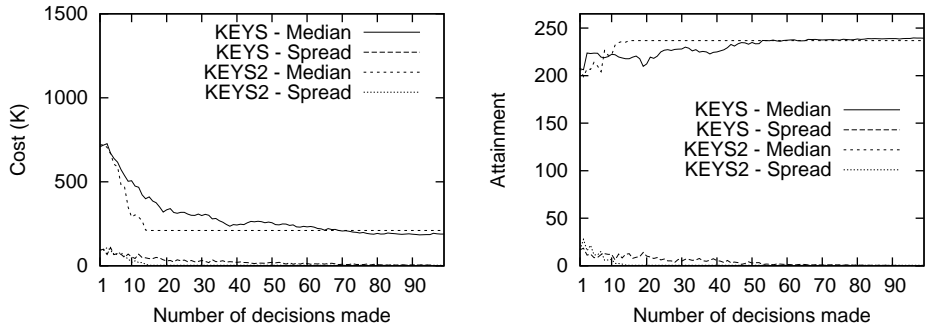 1500
1000
500
0
Cost (K)
KEYS - Median
KEYS - Spread
KEYS2 - Median
KEYS2 - Spread
1 10 20 30 40 50 60 70 80 90
Number of decisions made
250
200
150
100
50
0
Attainment
KEYS - Median
KEYS - Spread
KEYS2 - Median
KEYS2 - Spread
1 10 20 30 40 50 60 70 80 90
Number of decisions made